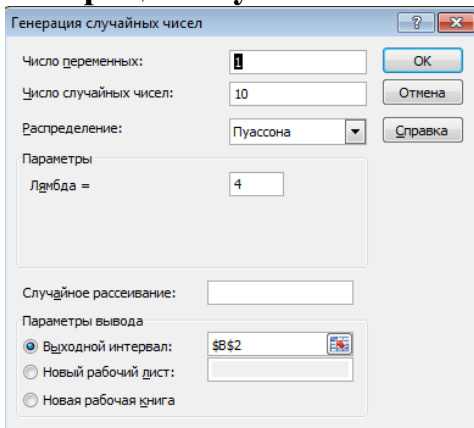 Генерация случайных чисел
Число переменных: 1
OK
Число случайных чисел: 10
Отмена
Распределение: Пуассона
Справка
Параметры
Лямбда = 4
Случайное рассеивание:
Параметры вывода
Выходной интервал: $B$2
Новый рабочий лист:
Новая рабочая книга